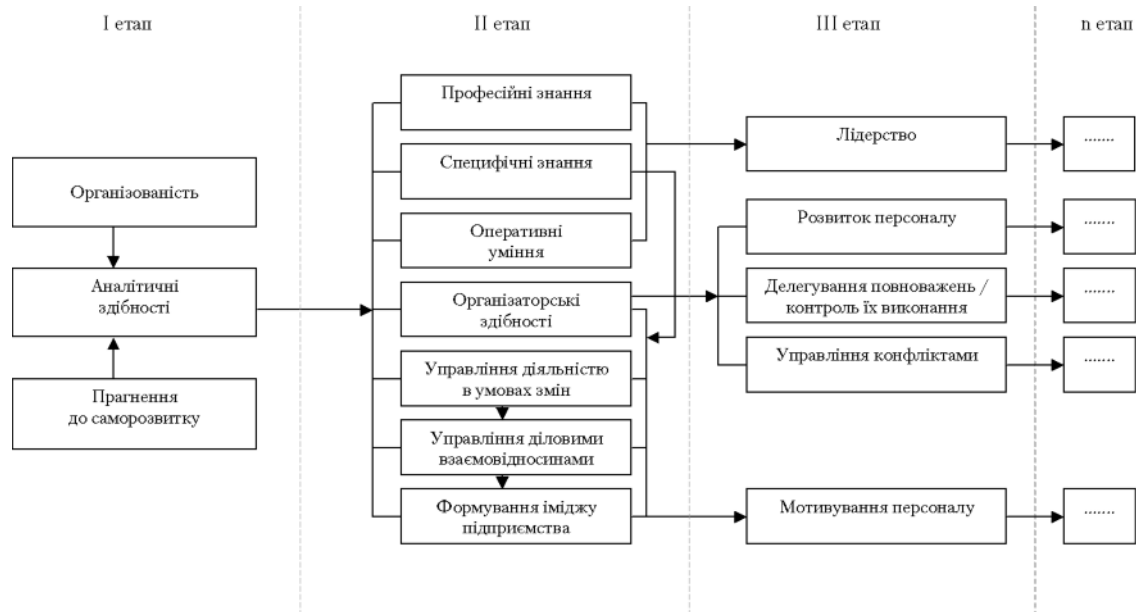 I етап
II етап
III етап
n етап
Організованість
Аналітичні
здібності
Прагнення
до саморозвитку
Професійні знання
Специфічні знання
Оперативні
уміння
Організаторські
здібності
Управління діяльністю
в умовах змін
Управління діловими
взаємовідносинами
Формування іміджу
підприємства
Лідерство
Розвиток персоналу
Делегування повноважень /
контроль їх виконання
Управління конфліктами
Мотивування персоналу
.......
.......
.......
.......
.......